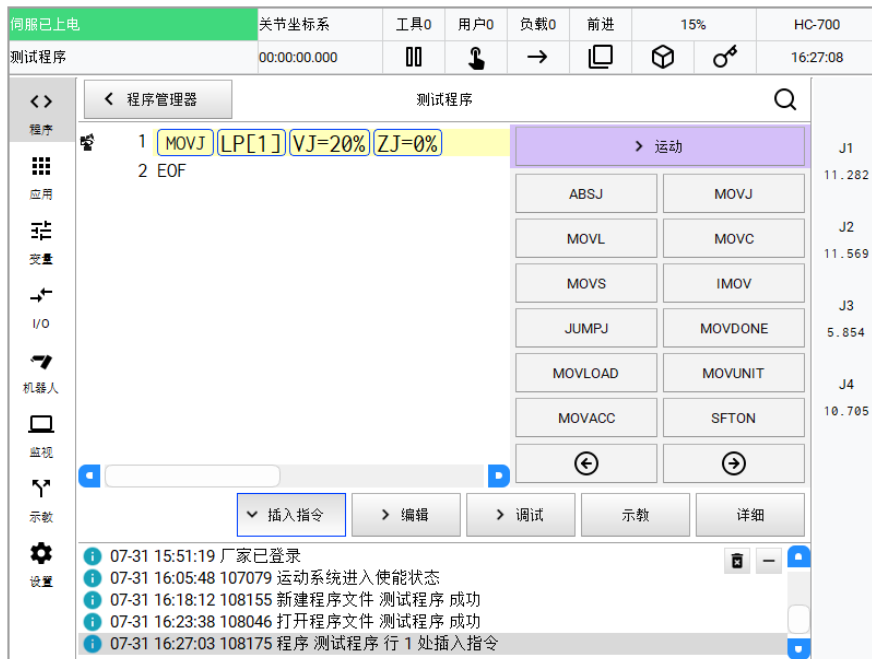 伺服已上电 关节坐标系 工具0 用户0 负载0 前进 15% HC-700
测试程序 00:00:00.000 16:27:08
程序
应用
变量
I/O
机器人
监视
示教
设置
程序管理器 测试程序
1 MOVJ LP[1] VJ=20% ZJ=0%
2 EOF
运动
ABSJ MOVJ
MOVL MOVC
MOVS IMOV
JUMPJ MOVDONE
MOVLOAD MOVUNIT
MOVACC SFTON
插入指令 编辑 调试 示教 详细
07-31 15:51:19 厂家已登录
07-31 16:05:48 107079 运动系统进入使能状态
07-31 16:18:12 108155 新建程序文件 测试程序 成功
07-31 16:23:38 108046 打开程序文件 测试程序 成功
07-31 16:27:03 108175 程序 测试程序 行 1 处插入指令
J1
11.282
J2
11.569
J3
5.854
J4
10.705